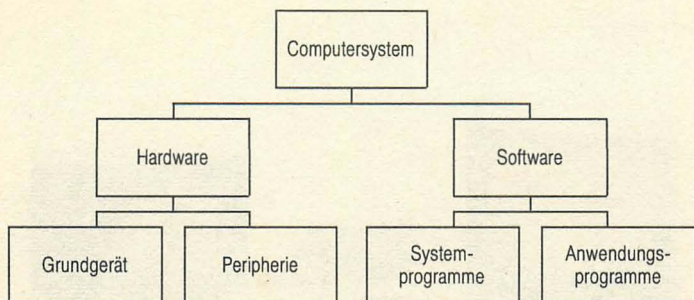 Computersystem
Hardware
Software
Grundgerät
Peripherie
System-
programme
Anwendungs-
programme